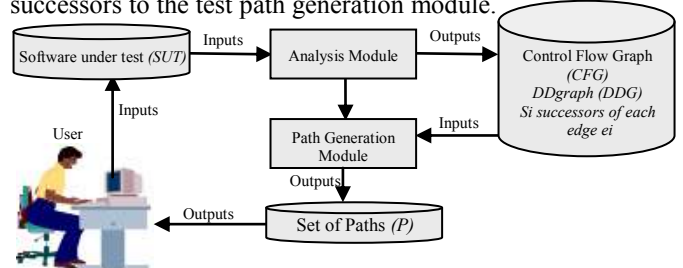 successors to the test path generation module.
Software under test (SUT)
Inputs
Analysis Module
Outputs
Control Flow Graph
(CFG)
DDgraph (DDG)
Si successors of each
edge ei
Inputs
User
Path Generation
Module
Inputs
Outputs
Set of Paths (P)
Outputs